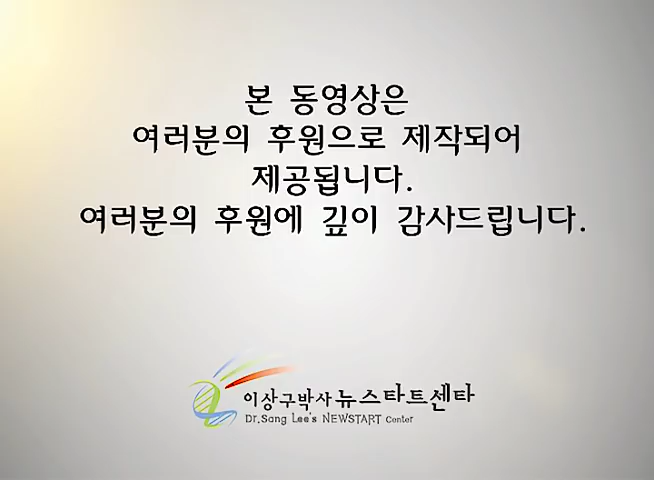 본 동영상은
여러분의 후원으로 제작되어
제공됩니다.
여러분의 후원에 깊이 감사드립니다.
이상구박사 뉴스타트센타
Dr.Sang Lee's NEWSTART Center